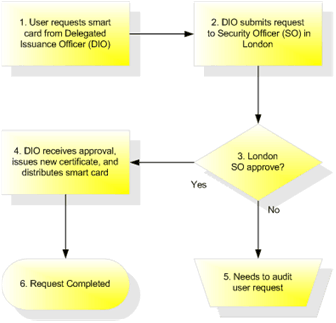 1. User requests smart
card from Delegated
Issuance Officer (DIO)
2. DIO submits request
to Security Officer (SO) in
London
3. London
SO approve?
Yes
No
4. DIO receives approval,
issues new certificate, and
distributes smart card
5. Needs to audit
user request
6. Request Completed